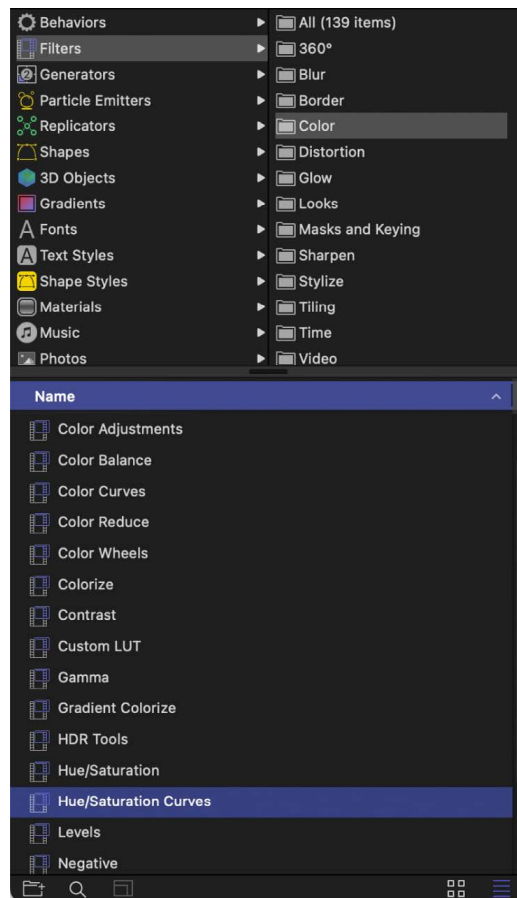 Behaviors
Filters
Generators
Particle Emitters
Replicators
Shapes
3D Objects
Gradients
Fonts
Text Styles
Shape Styles
Materials
Music
Photos
All (139 items)
360°
Blur
Border
Color
Distortion
Glow
Looks
Masks and Keying
Sharpen
Stylize
Tiling
Time
Video
Name
Color Adjustments
Color Balance
Color Curves
Color Reduce
Color Wheels
Colorize
Contrast
Custom LUT
Gamma
Gradient Colorize
HDR Tools
Hue/Saturation
Hue/Saturation Curves
Levels
Negative